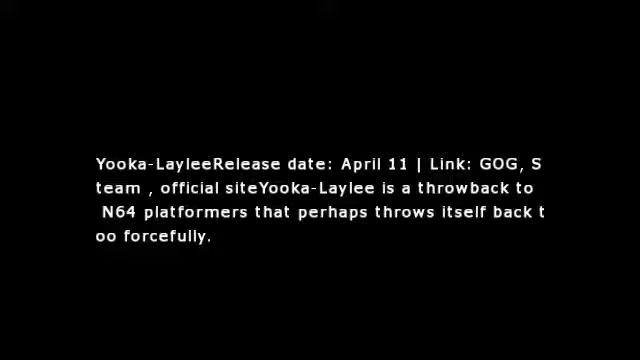 Yooka-LayleeRelease date: April 11 | Link: GOG, S
team , official siteYooka-Laylee is a throwback to
N64 platformers that perhaps throws itself back t
oo forcefully.